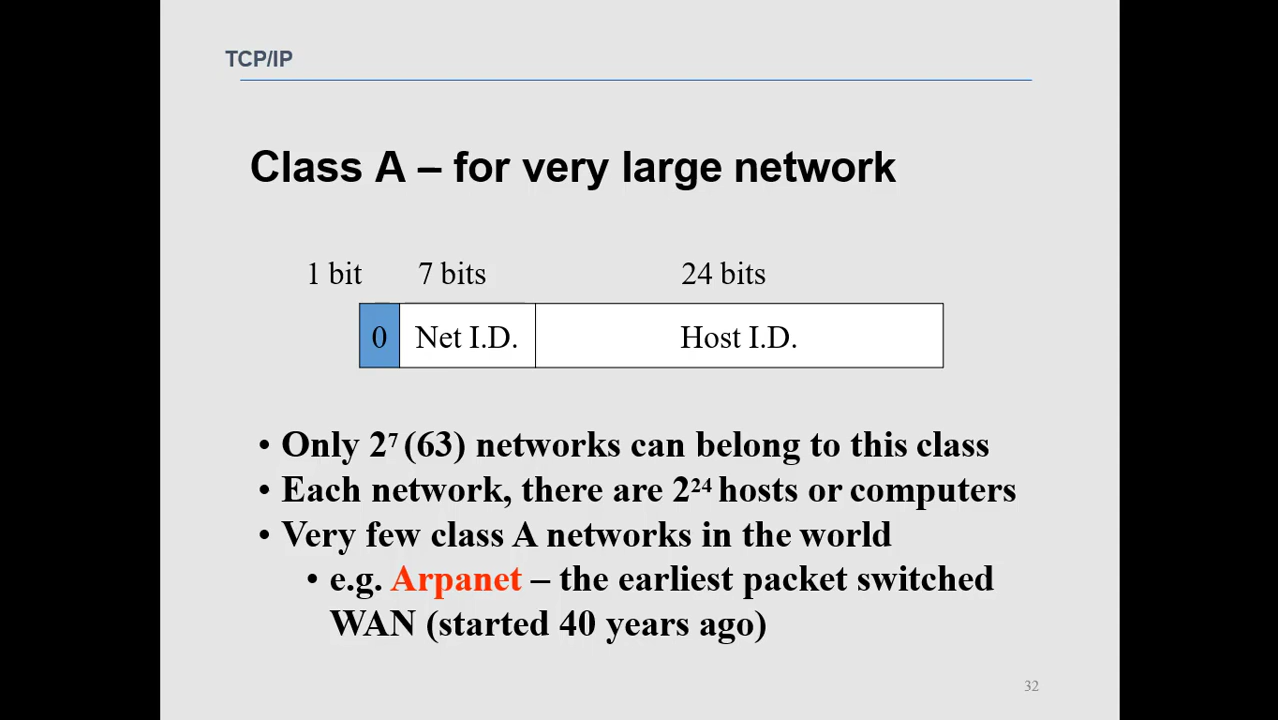 TCP/IP
Class A – for very large network
1 bit 7 bits 24 bits
0 Net I.D. Host I.D.
• Only 2⁷ (63) networks can belong to this class
• Each network, there are 2²⁴ hosts or computers
• Very few class A networks in the world
• e.g. Arpanet – the earliest packet switched
WAN (started 40 years ago)
32